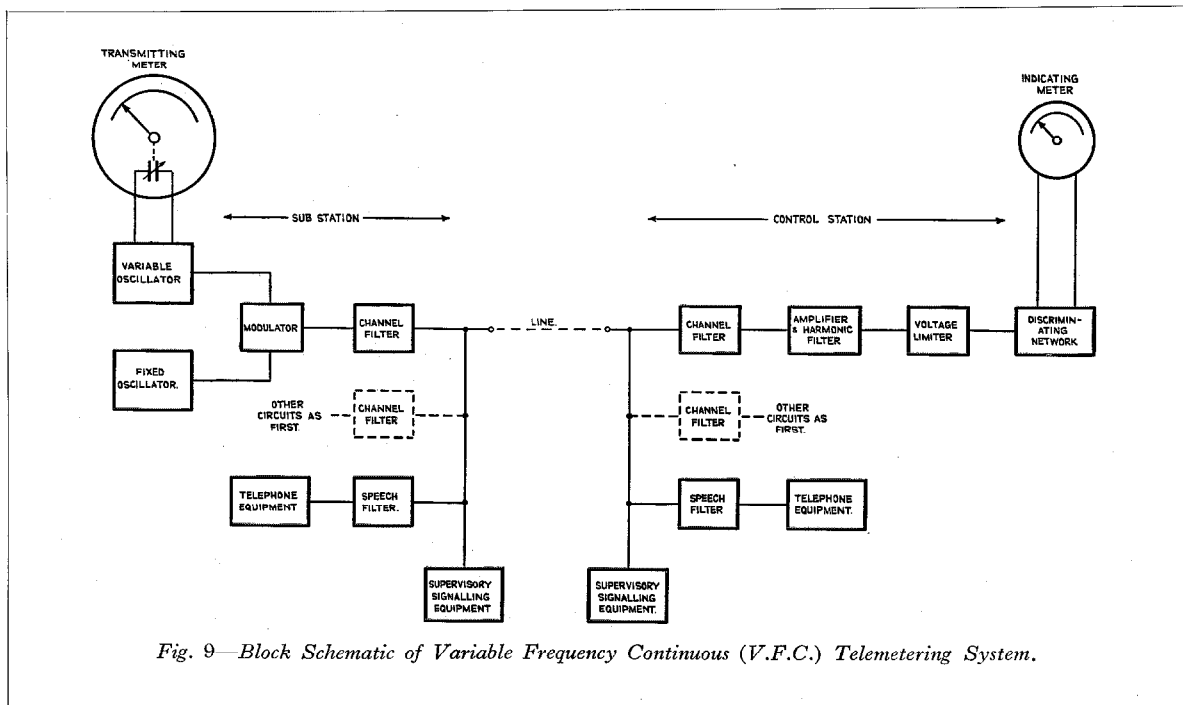 TRANSMITTING
METER
INDICATING
METER
SUB STATION
CONTROL STATION
VARIABLE
OSCILLATOR
MODULATOR
CHANNEL
FILTER
LINE.
CHANNEL
FILTER
AMPLIFIER
& HARMONIC
FILTER
VOLTAGE
LIMITER
DISCRIMIN-
ATING
NETWORK
FIXED
OSCILLATOR.
OTHER
CIRCUITS AS
FIRST.
CHANNEL
FILTER
CHANNEL
FILTER
OTHER
CIRCUITS AS
FIRST.
TELEPHONE
EQUIPMENT
SPEECH
FILTER.
SPEECH
FILTER
TELEPHONE
EQUIPMENT.
SUPERVISORY
SIGNALLING
EQUIPMENT
SUPERVISORY
SIGNALLING
EQUIPMENT.
Fig. 9—Block Schematic of Variable Frequency Continuous (V.F.C.) Telemetering System.